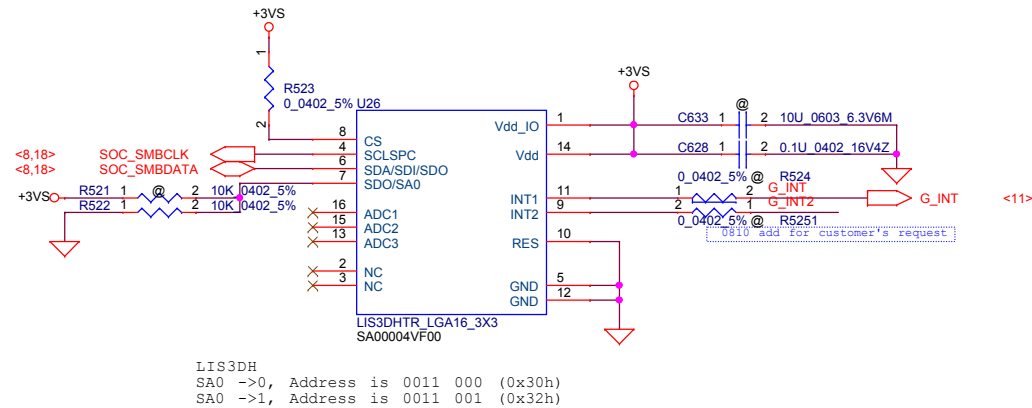 +3VS
1
R523
0_0402_5%
2
U26
+3VS
8 CS
<8,18> SOC_SMBCLK 4 SCLSPC
<8,18> SOC_SMBDATA 6 SDA/SDI/SDO
7 SDO/SA0
+3VS R521 1 @ 2 10K_0402_5%
R522 1 2 10K_0402_5%
16 ADC1
15 ADC2
13 ADC3
2 NC
3 NC
Vdd_IO 1
Vdd 14
C633 1 @ 2 10U_0603_6.3V6M
C628 1 2 0.1U_0402_16V4Z
0_0402_5% @ R524
INT1 11 1 2 G_INT
G_INT <11>
INT2 9 2 1 G_INT2
0_0402_5% @ R5251
0810 add for customer's request
RES 10
GND 5
GND 12
LIS3DHTR_LGA16_3X3
SA00004VF00
LIS3DH
SA0 ->0, Address is 0011 000 (0x30h)
SA0 ->1, Address is 0011 001 (0x32h)